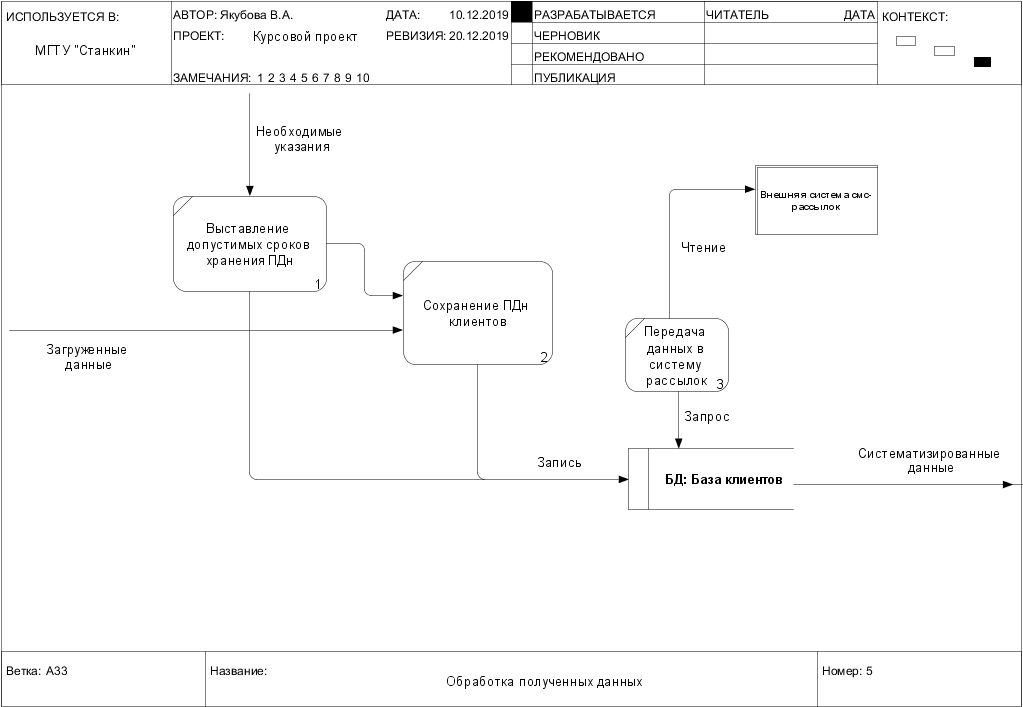 ИСПОЛЬЗУЕТСЯ В:
МГТУ "Станкин"
АВТОР: Якубова В.А.
ДАТА: 10.12.2019
ПРОЕКТ: Курсовой проект
РЕВИЗИЯ: 20.12.2019
ЗАМЕЧАНИЯ: 1 2 3 4 5 6 7 8 9 10
РАЗРАБАТЫВАЕТСЯ
ЧЕРНОВИК
РЕКОМЕНДОВАНО
ПУБЛИКАЦИЯ
ЧИТАТЕЛЬ ДАТА
КОНТЕКСТ:
Необходимые
указания
Выставление
допустимых сроков
хранения ПДн
1
Внешняя система смс-
рассылок
Чтение
Сохранение ПДн
клиентов
2
Загруженные
данные
Передача
данных в
систему
рассылок
3
Запрос
Запись
БД: База клиентов
Систематизированные
данные
Ветка: A33
Название:
Обработка полученных данных
Номер: 5